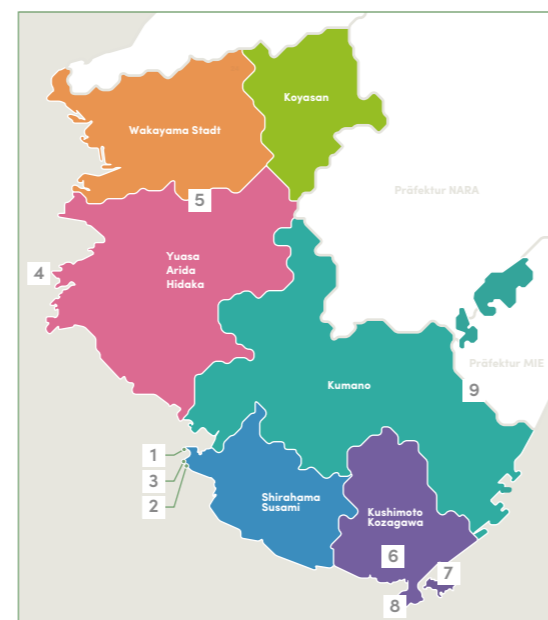 Koyasan
Wakayama Stadt
Präfektur NARA
5
Yuasa
Arida
Hidaka
4
Präfektur MIE
Kumano
9
1
3
2
Shirahama
Susami
Kushimoto
Kozagawa
6
7
8